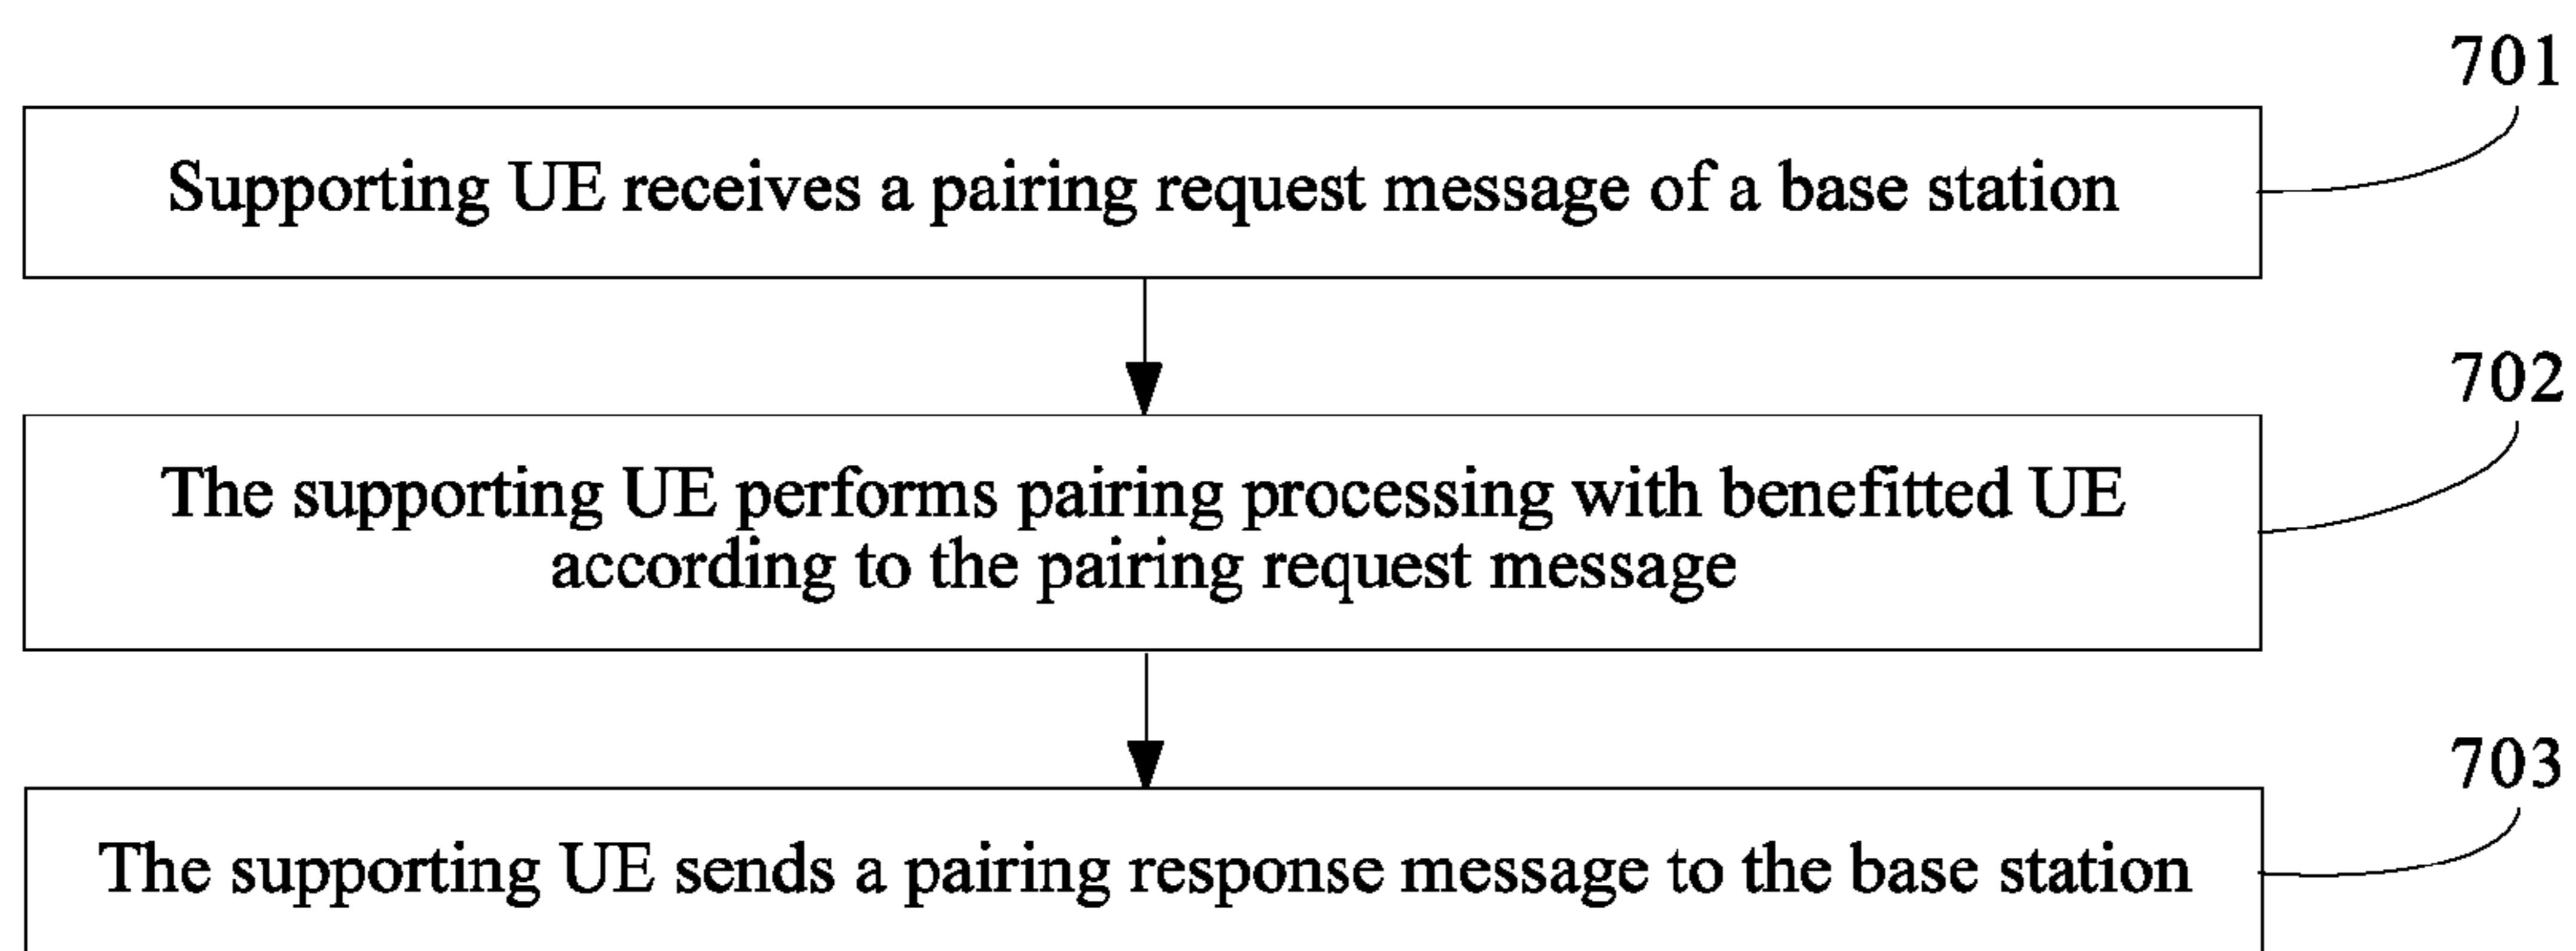 701
Supporting UE receives a pairing request message of a base station
702
The supporting UE performs pairing processing with benefitted UE
according to the pairing request message
703
The supporting UE sends a pairing response message to the base station